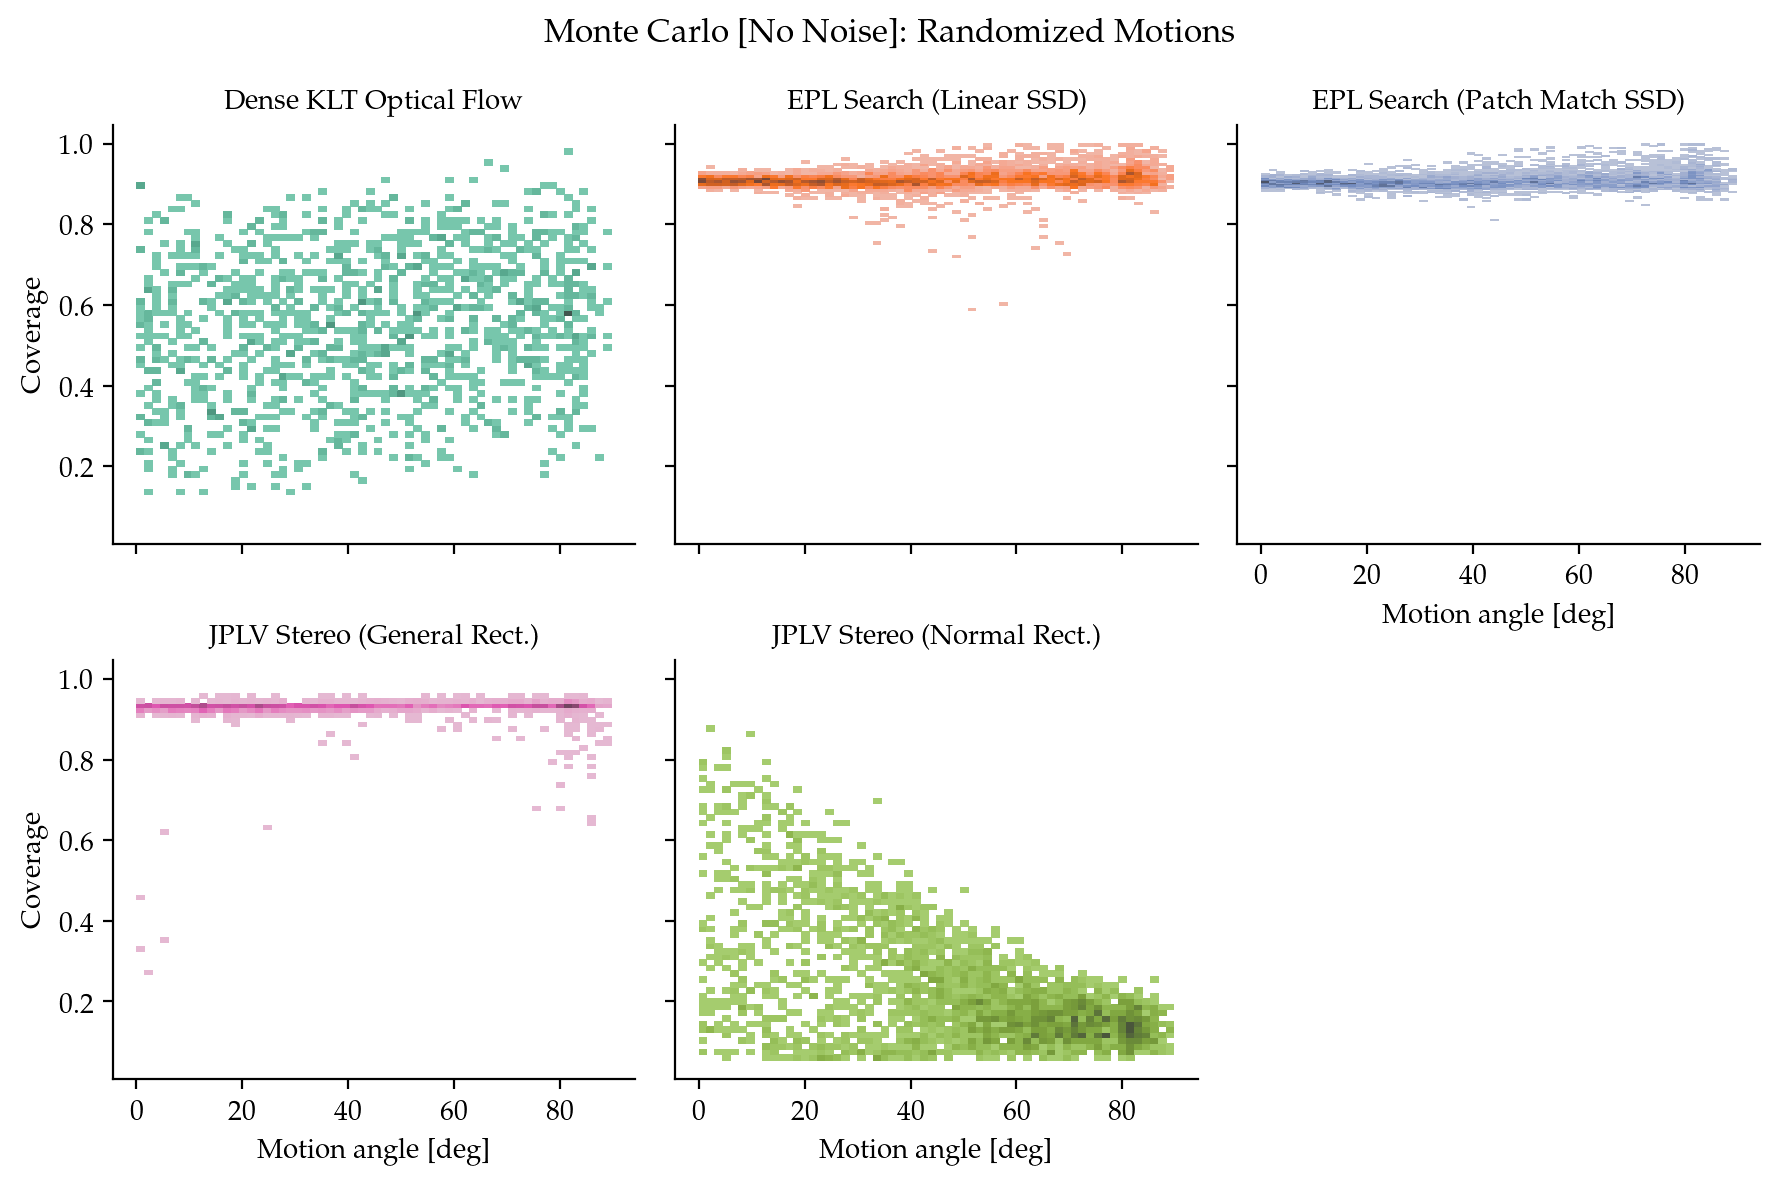 Monte Carlo [No Noise]: Randomized Motions
Dense KLT Optical Flow
EPL Search (Linear SSD)
EPL Search (Patch Match SSD)
Coverage
1.0
0.8
0.6
0.4
0.2
0 20 40 60 80
Motion angle [deg]
JPLV Stereo (General Rect.)
JPLV Stereo (Normal Rect.)
Coverage
1.0
0.8
0.6
0.4
0.2
0 20 40 60 80
Motion angle [deg]
0 20 40 60 80
Motion angle [deg]